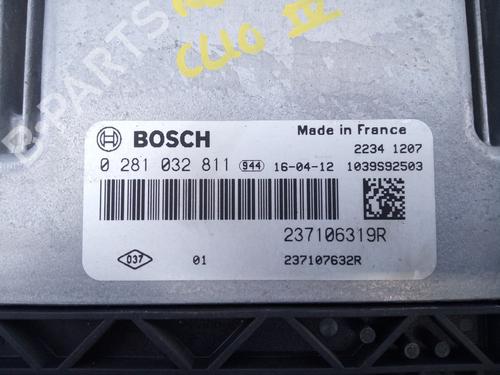 CLIO IV
BOSCH
Made in France
2234 1207
0 281 032 811 944 16-04-12 1039S92503
237106319R
037 01 237107632R